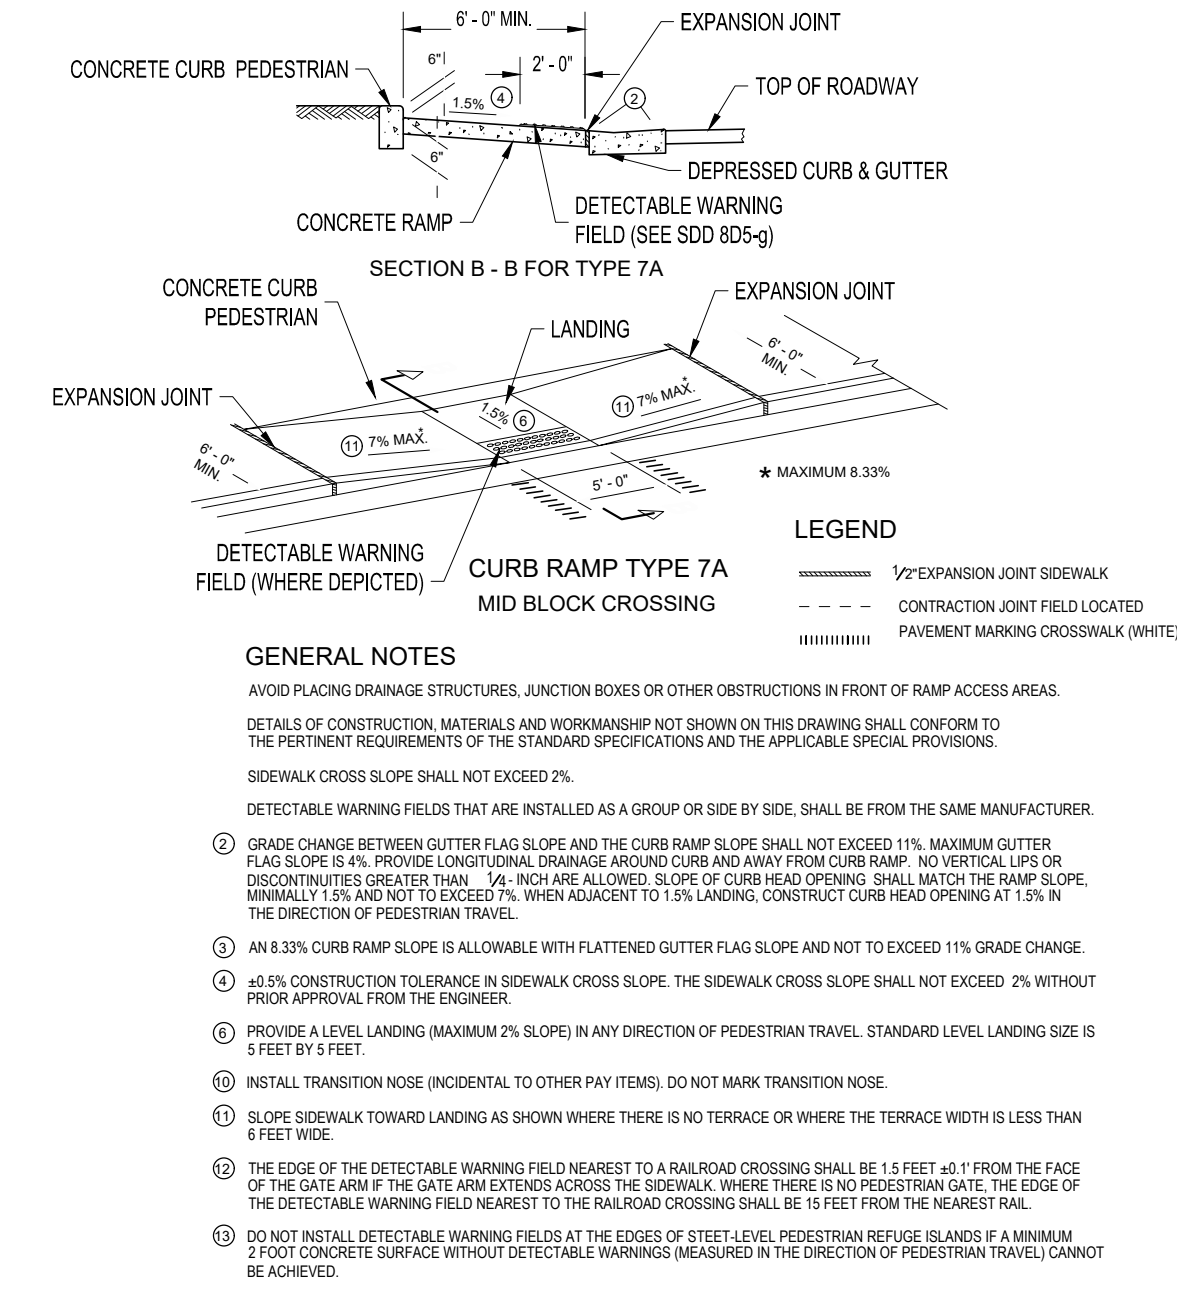 6' - 0" MIN.
EXPANSION JOINT
6"
2' - 0"
CONCRETE CURB PEDESTRIAN
TOP OF ROADWAY
1.5%
4
2
6"
DEPRESSED CURB & GUTTER
CONCRETE RAMP
DETECTABLE WARNING
FIELD (SEE SDD 8D5-g)
SECTION B - B FOR TYPE 7A
CONCRETE CURB
PEDESTRIAN
EXPANSION JOINT
LANDING
6' - 0"
MIN.
EXPANSION JOINT
1.5%
6
11 7% MAX.*
11 7% MAX.*
6' - 0"
MIN.
5' - 0"
* MAXIMUM 8.33%
DETECTABLE WARNING
FIELD (WHERE DEPICTED)
CURB RAMP TYPE 7A
MID BLOCK CROSSING
LEGEND
1/2"EXPANSION JOINT SIDEWALK
CONTRACTION JOINT FIELD LOCATED
PAVEMENT MARKING CROSSWALK (WHITE)
GENERAL NOTES
AVOID PLACING DRAINAGE STRUCTURES, JUNCTION BOXES OR OTHER OBSTRUCTIONS IN FRONT OF RAMP ACCESS AREAS.
DETAILS OF CONSTRUCTION, MATERIALS AND WORKMANSHIP NOT SHOWN ON THIS DRAWING SHALL CONFORM TO
THE PERTINENT REQUIREMENTS OF THE STANDARD SPECIFICATIONS AND THE APPLICABLE SPECIAL PROVISIONS.
SIDEWALK CROSS SLOPE SHALL NOT EXCEED 2%.
DETECTABLE WARNING FIELDS THAT ARE INSTALLED AS A GROUP OR SIDE BY SIDE, SHALL BE FROM THE SAME MANUFACTURER.
2 GRADE CHANGE BETWEEN GUTTER FLAG SLOPE AND THE CURB RAMP SLOPE SHALL NOT EXCEED 11%. MAXIMUM GUTTER
FLAG SLOPE IS 4%. PROVIDE LONGITUDINAL DRAINAGE AROUND CURB AND AWAY FROM CURB RAMP. NO VERTICAL LIPS OR
DISCONTINUITIES GREATER THAN 1/4- INCH ARE ALLOWED. SLOPE OF CURB HEAD OPENING SHALL MATCH THE RAMP SLOPE,
MINIMALLY 1.5% AND NOT TO EXCEED 7%. WHEN ADJACENT TO 1.5% LANDING, CONSTRUCT CURB HEAD OPENING AT 1.5% IN
THE DIRECTION OF PEDESTRIAN TRAVEL.
3 AN 8.33% CURB RAMP SLOPE IS ALLOWABLE WITH FLATTENED GUTTER FLAG SLOPE AND NOT TO EXCEED 11% GRADE CHANGE.
4 ±0.5% CONSTRUCTION TOLERANCE IN SIDEWALK CROSS SLOPE. THE SIDEWALK CROSS SLOPE SHALL NOT EXCEED 2% WITHOUT
PRIOR APPROVAL FROM THE ENGINEER.
6 PROVIDE A LEVEL LANDING (MAXIMUM 2% SLOPE) IN ANY DIRECTION OF PEDESTRIAN TRAVEL. STANDARD LEVEL LANDING SIZE IS
5 FEET BY 5 FEET.
10 INSTALL TRANSITION NOSE (INCIDENTAL TO OTHER PAY ITEMS). DO NOT MARK TRANSITION NOSE.
11 SLOPE SIDEWALK TOWARD LANDING AS SHOWN WHERE THERE IS NO TERRACE OR WHERE THE TERRACE WIDTH IS LESS THAN
6 FEET WIDE.
12 THE EDGE OF THE DETECTABLE WARNING FIELD NEAREST TO A RAILROAD CROSSING SHALL BE 1.5 FEET ±0.1' FROM THE FACE
OF THE GATE ARM IF THE GATE ARM EXTENDS ACROSS THE SIDEWALK. WHERE THERE IS NO PEDESTRIAN GATE, THE EDGE OF
THE DETECTABLE WARNING FIELD NEAREST TO THE RAILROAD CROSSING SHALL BE 15 FEET FROM THE NEAREST RAIL.
13 DO NOT INSTALL DETECTABLE WARNING FIELDS AT THE EDGES OF STEET-LEVEL PEDESTRIAN REFUGE ISLANDS IF A MINIMUM
2 FOOT CONCRETE SURFACE WITHOUT DETECTABLE WARNINGS (MEASURED IN THE DIRECTION OF PEDESTRIAN TRAVEL) CANNOT
BE ACHIEVED.